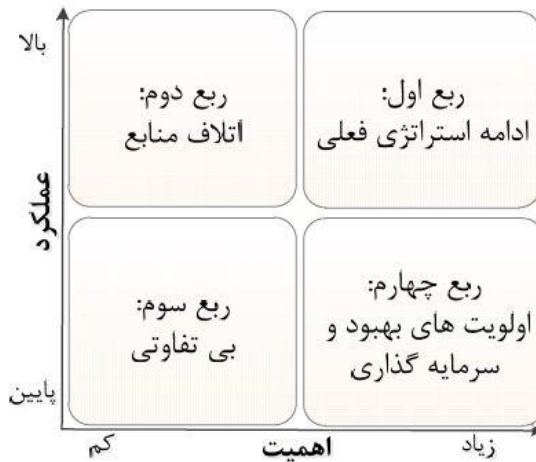 بالا
ربع اول:
ادامه استراتژی فعلی
ربع دوم:
اتلاف منابع
عملکرد
ربع سوم:
بی تفاوتی
ربع چهارم:
اولویت های بهبود و
سرمایه گذاری
پایین
زیاد
اهمیت
کم